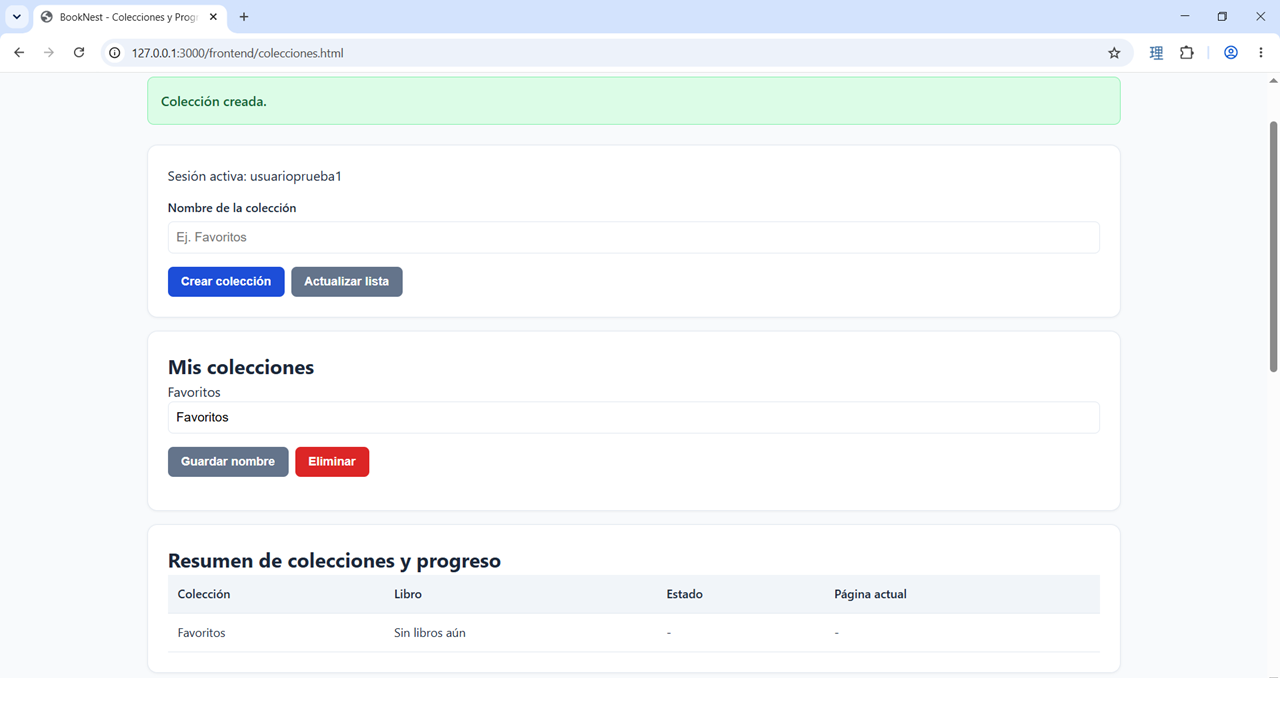 BookNest - Colecciones y Progr
127.0.0.1:3000/frontend/colecciones.html
理
Colección creada.
Sesión activa: usuarioprueba1
Nombre de la colección
Ej. Favoritos
Crear colección Actualizar lista
Mis colecciones
Favoritos
Favoritos
Guardar nombre Eliminar
Resumen de colecciones y progreso
Colección Libro Estado Página actual
Favoritos Sin libros aún - -